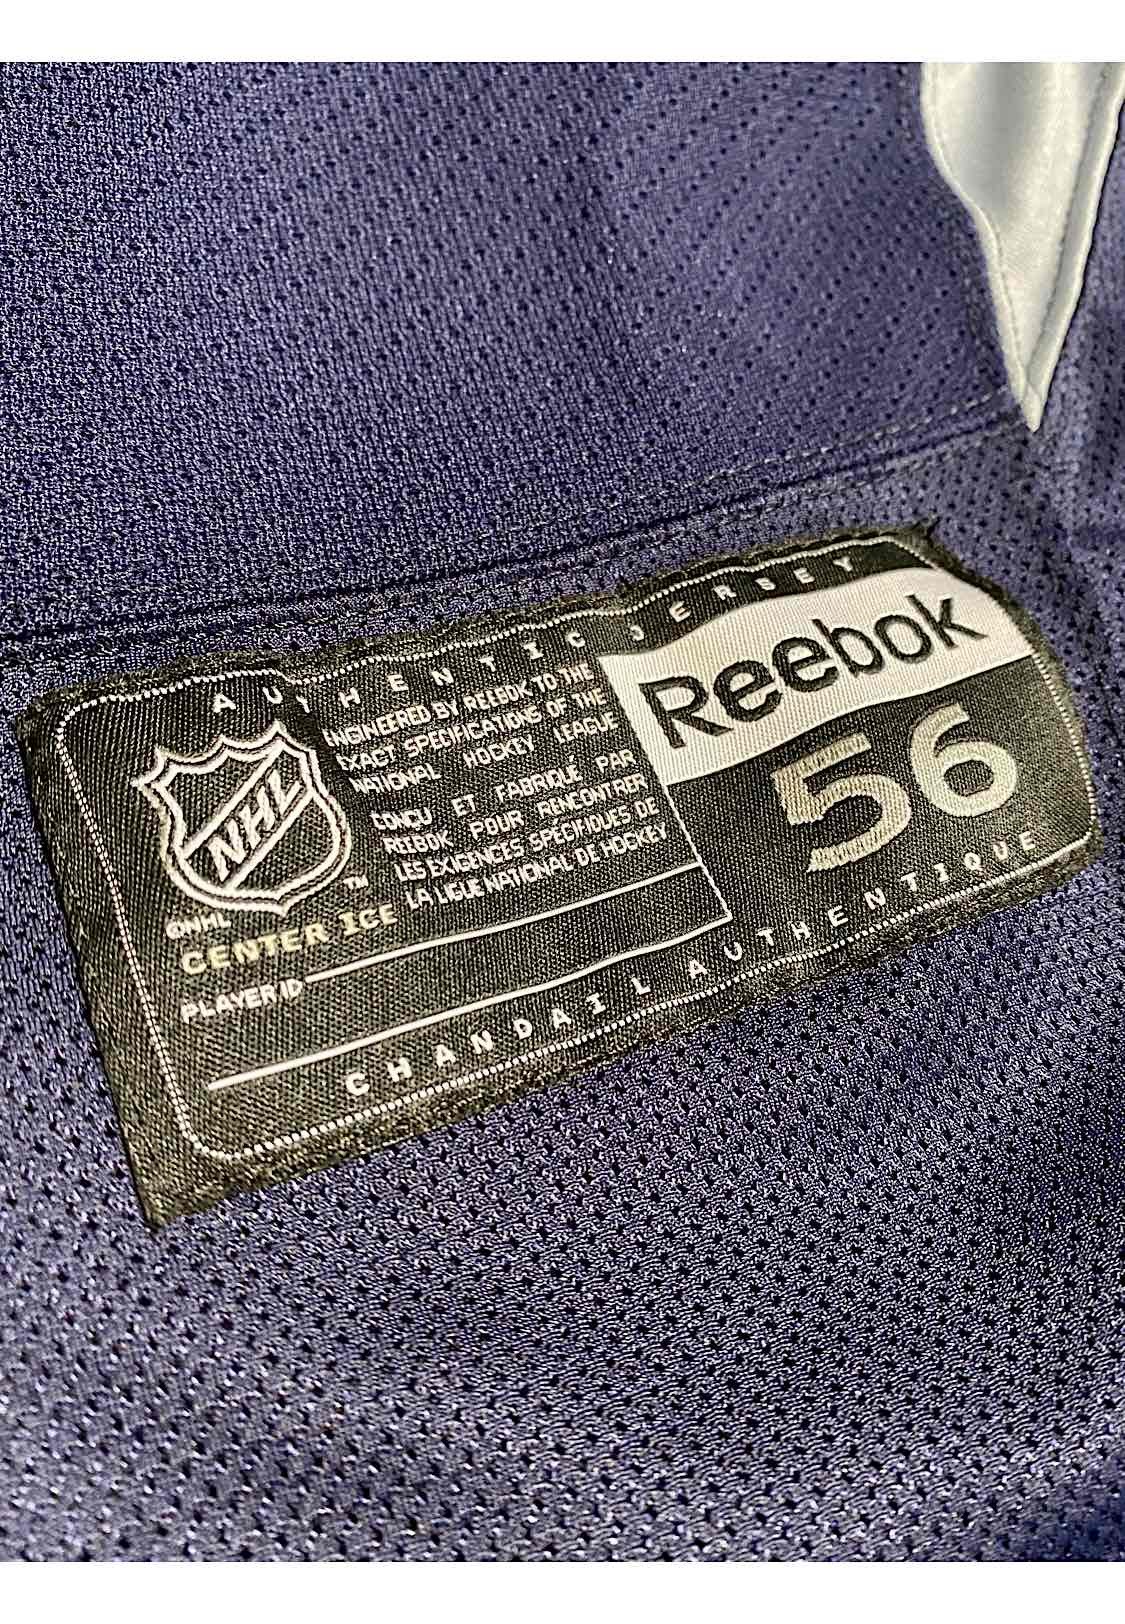 AUTHENTIC JERSEY
NHL
TM
©NHL
CENTER ICE
PLAYER ID
ENGINEERED BY REEBOK TO THE
EXACT SPECIFICATIONS OF THE
NATIONAL HOCKEY LEAGUE
CONÇU ET FABRIQUÉ PAR
REEBOK POUR RENCONTRER
LES EXIGENCES SPÉCIFIQUES DE
LA LIGUE NATIONAL DE HOCKEY
Reebok
56
CHANDAIL AUTHENTIQUE